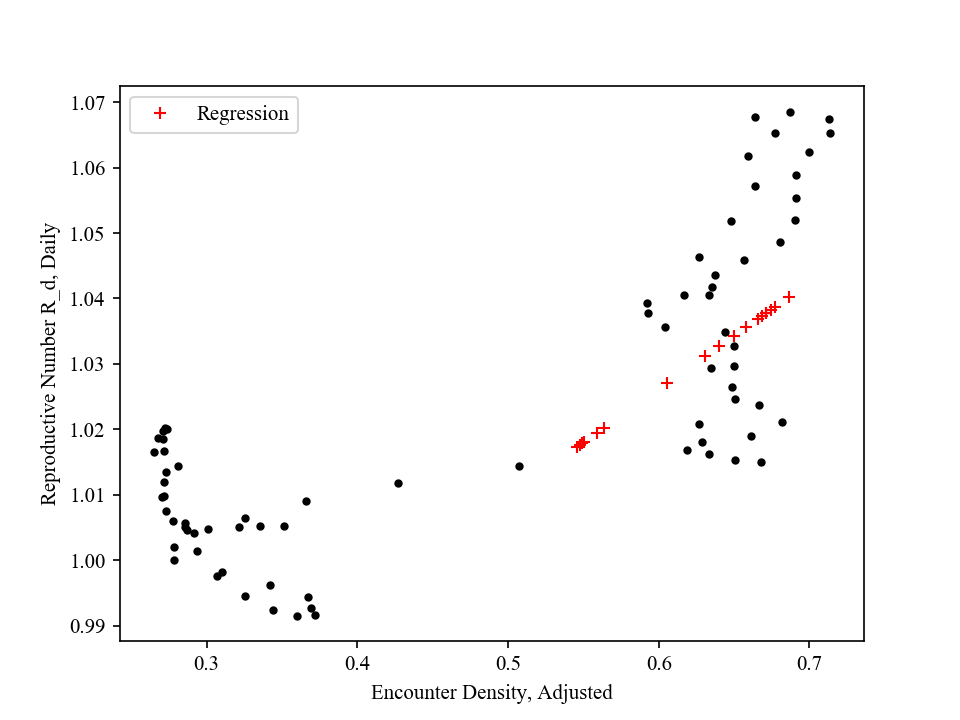 Regression
1.07
1.06
1.05
1.04
1.03
1.02
1.01
1.00
0.99
Reproductive Number R_d, Daily
0.3 0.4 0.5 0.6 0.7
Encounter Density, Adjusted